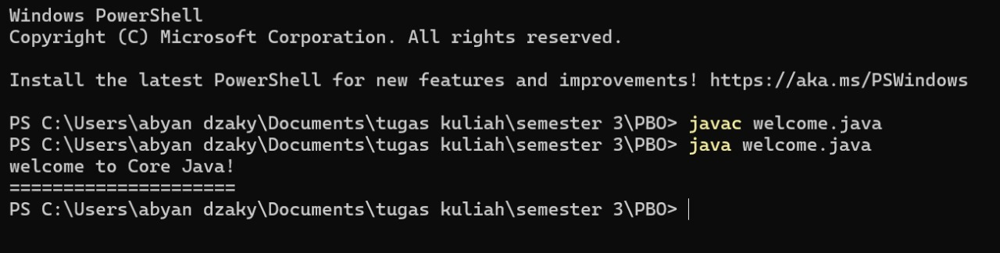 Windows PowerShell
Copyright (C) Microsoft Corporation. All rights reserved.
Install the latest PowerShell for new features and improvements! https://aka.ms/PSWindows
PS C:\Users\abyan dzaky\Documents\tugas kuliah\semester 3\PBO> javac welcome.java
PS C:\Users\abyan dzaky\Documents\tugas kuliah\semester 3\PBO> java welcome.java
welcome to Core Java!
=====================
PS C:\Users\abyan dzaky\Documents\tugas kuliah\semester 3\PBO>